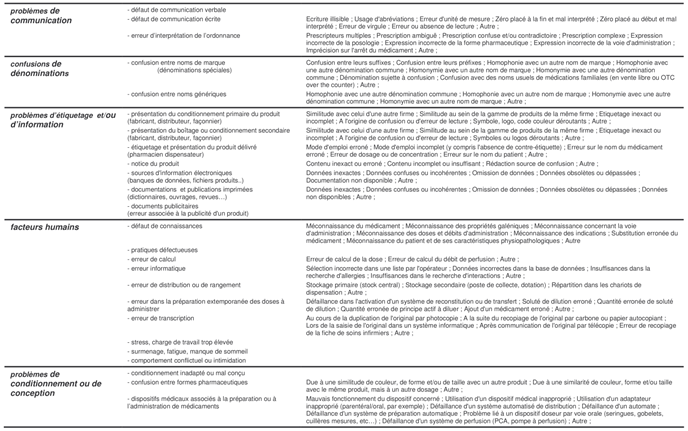 problèmes de
communication
- défaut de communication verbale
- défaut de communication écrite
Ecriture illisible ; Usage d'abréviations ; Erreur d'unité de mesure ; Zéro placé à la fin et mal interprété ; Zéro placé au début et mal
interprété ; Erreur de virgule ; Erreur ou absence de lecture ; Autre ;
- erreur d'interprétation de l'ordonnance
Prescripteurs multiples ; Prescription ambiguë ; Prescription confuse et/ou contradictoire ; Prescription complexe ; Expression
incorrecte de la posologie ; Expression incorrecte de la forme pharmaceutique ; Expression incorrecte de la voie d'administration ;
Imprécision sur l'arrêt du médicament ; Autre ;
confusions de
dénominations
- confusion entre noms de marque
(dénominations spéciales)
Confusion entre leurs suffixes ; Confusion entre leurs préfixes ; Homophonie avec un autre nom de marque ; Homophonie avec
une autre dénomination commune ; Homonymie avec un autre nom de marque ; Homonymie avec une autre dénomination
commune ; Dénomination sujette à confusion ; Confusion avec des noms usuels de médications familiales (en vente libre ou OTC
over the counter) ; Autre ;
- confusion entre noms génériques
Homophonie avec une autre dénomination commune ; Homophonie avec un autre nom de marque ; Homonymie avec une autre
dénomination commune ; Homonymie avec un autre nom de marque ; Autre ;
problèmes d'étiquetage et/ou
d'information
- présentation du conditionnement primaire du produit
(fabricant, distributeur, façonnier)
Similitude avec celui d'une autre firme ; Similitude au sein de la gamme de produits de la même firme ; Etiquetage inexact ou
incomplet ; A l'origine de confusion ou d'erreur de lecture ; Symbole, logo, code couleur déroutants ; Autre ;
- présentation du boîtage ou conditionnement secondaire
(fabricant, distributeur, façonnier)
Similitude avec celui d'une autre firme ; Similitude au sein de la gamme de produits de la même firme ; Etiquetage inexact ou
incomplet ; A l'origine de confusion ou d'erreur de lecture ; Symboles ou logos déroutants ; Autre ;
- étiquetage et présentation du produit délivré
(pharmacien dispensateur)
Mode d'emploi erroné ; Mode d'emploi incomplet (y compris l'absence de contre-étiquette) ; Erreur sur le nom du médicament
erroné ; Erreur de dosage ou de concentration ; Erreur sur le nom du patient ; Autre ;
- notice du produit
Contenu inexact ou erroné ; Contenu incomplet ou insuffisant ; Rédaction source de confusion ; Autre ;
- sources d'information électroniques
(banques de données, fichiers produits..)
Données inexactes ; Données confuses ou incohérentes ; Omission de données ; Données obsolètes ou dépassées ;
Documentation non disponible ; Autre ;
- documentations et publications imprimées
(dictionnaires, ouvrages, revues…)
Données inexactes ; Données confuses ou incohérentes ; Omission de données ; Données obsolètes ou dépassées ; Données non
disponibles ; Autre ;
- documents publicitaires
(erreur associée à la publicité d'un produit)
facteurs humains
- défaut de connaissances
Méconnaissance du médicament ; Méconnaissance des propriétés galéniques; Méconnaissance concernant la voie
d'administration ; Méconnaissance des doses et débits d'administration ; Méconnaissance des indications ; Substitution erronée du
médicament ; Méconnaissance du patient et de ses caractéristiques physiopathologiques ; Autre
- pratiques défectueuses
- erreur de calcul
Erreur de calcul de la dose ; Erreur de calcul du débit de perfusion ; Autre ;
- erreur informatique
Sélection incorrecte dans une liste par l'opérateur ; Données incorrectes dans la base de données ; Insuffisances dans la
recherche d'allergies ; Insuffisances dans la recherche d'interactions ; Autre ;
- erreur de distribution ou de rangement
Stockage primaire (stock central) ; Stockage secondaire (poste de collecte, dotation) ; Répartition dans les chariots de
dispensation ; Autre ;
- erreur dans la préparation extemporanée des doses à
administrer
Défaillance dans l'activation d'un système de reconstitution ou de transfert ; Soluté de dilution erroné ; Quantité erronée de soluté
de dilution ; Quantité erronée de principe actif à diluer ; Ajout d'un médicament erroné ; Autre ;
- erreur de transcription
Au cours de la duplication de l'original par photocopie ; A la suite du recopiage de l'original par carbone ou papier autocopiant ;
Lors de la saisie de l'original dans un système informatique ; Après communication de l'original par télécopie ; Erreur de recopiage
de la fiche de soins infirmiers ; Autre ;
- stress, charge de travail trop élevée
- surmenage, fatigue, manque de sommeil
- comportement conflictuel ou intimidation
problèmes de
conditionnement ou de
conception
- conditionnement inadapté ou mal conçu
- confusion entre formes pharmaceutiques
Due à une similitude de couleur, de forme et/ou de taille avec un autre produit ; Due à une similarité de couleur, forme et/ou taille
avec le même produit, mais à un autre dosage ; Autre ;
- dispositifs médicaux associés à la préparation ou à
l'administration de médicaments
Mauvais fonctionnement du dispositif concerné ; Utilisation d'un dispositif médical inapproprié ; Utilisation d'un adaptateur
inapproprié (parentéral/oral, par exemple) ; Défaillance d'un système automatisé de distribution ; Défaillance d'un automate ;
Défaillance d'un système de préparation automatique ; Problème lié à un dispositif doseur par voie orale (seringues, gobelets,
cuillères mesures, etc…) ; Défaillance d'un système de perfusion (PCA, pompe à perfusion) ; Autre ;